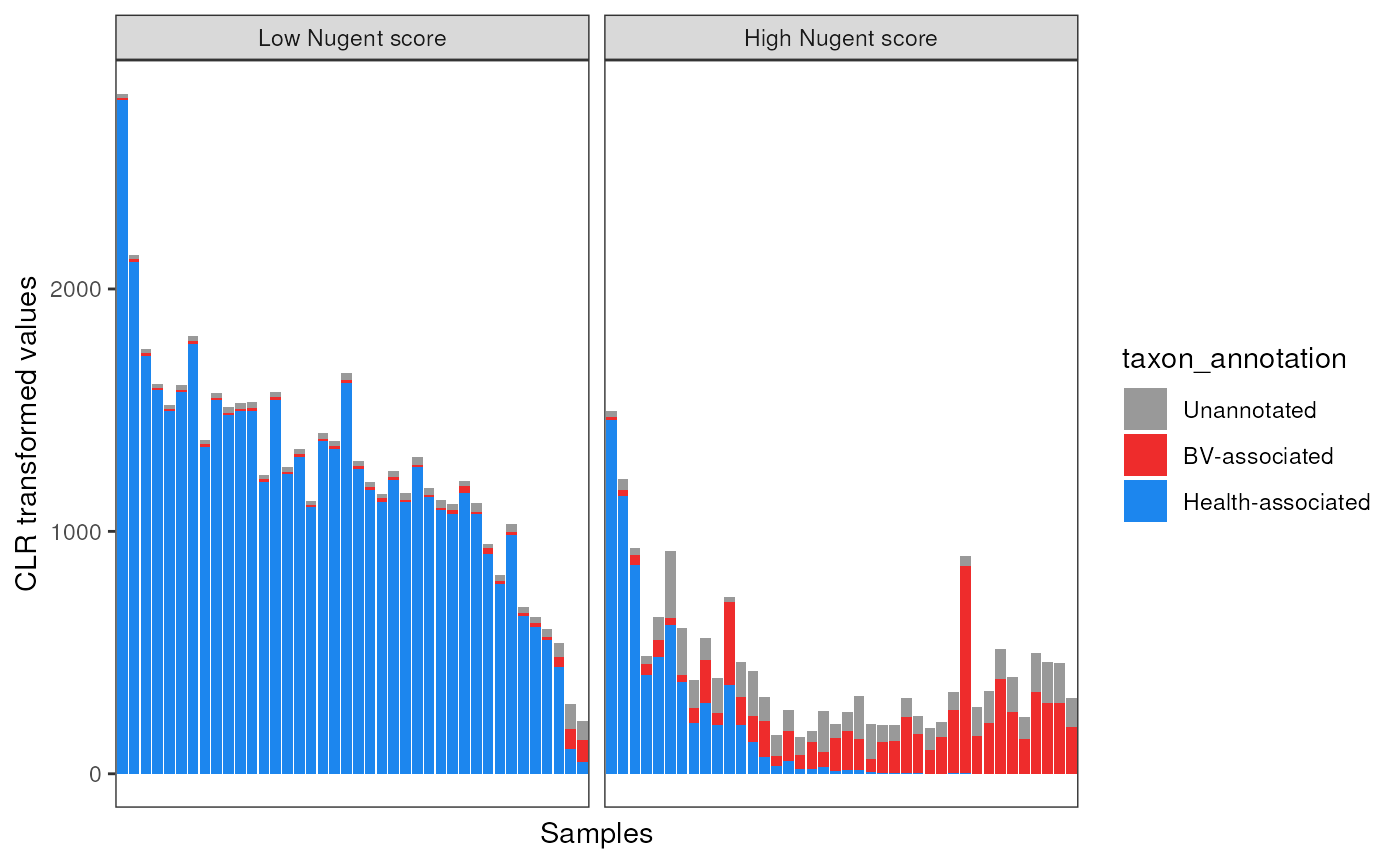 Low Nugent score
High Nugent score
CLR transformed values
2000
1000
0
Samples
taxon_annotation
Unannotated
BV-associated
Health-associated